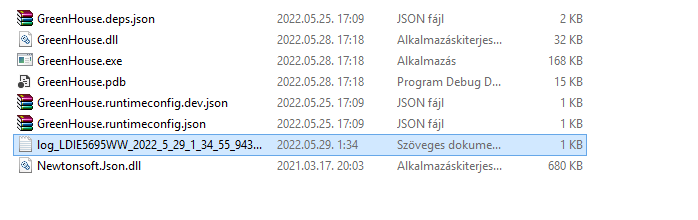 GreenHouse.deps.json 2022.05.25. 17:09 JSON fájl 2 KB
GreenHouse.dll 2022.05.28. 17:18 Alkalmazáskiterjes... 32 KB
GreenHouse.exe 2022.05.28. 17:18 Alkalmazás 168 KB
GreenHouse.pdb 2022.05.28. 17:18 Program Debug D... 15 KB
GreenHouse.runtimeconfig.dev.json 2022.05.25. 17:09 JSON fájl 1 KB
GreenHouse.runtimeconfig.json 2022.05.25. 17:09 JSON fájl 1 KB
log_LDIE5695WW_2022_5_29_1_34_55_943... 2022.05.29. 1:34 Szöveges dokume... 1 KB
Newtonsoft.Json.dll 2021.03.17. 20:03 Alkalmazáskiterjes... 680 KB